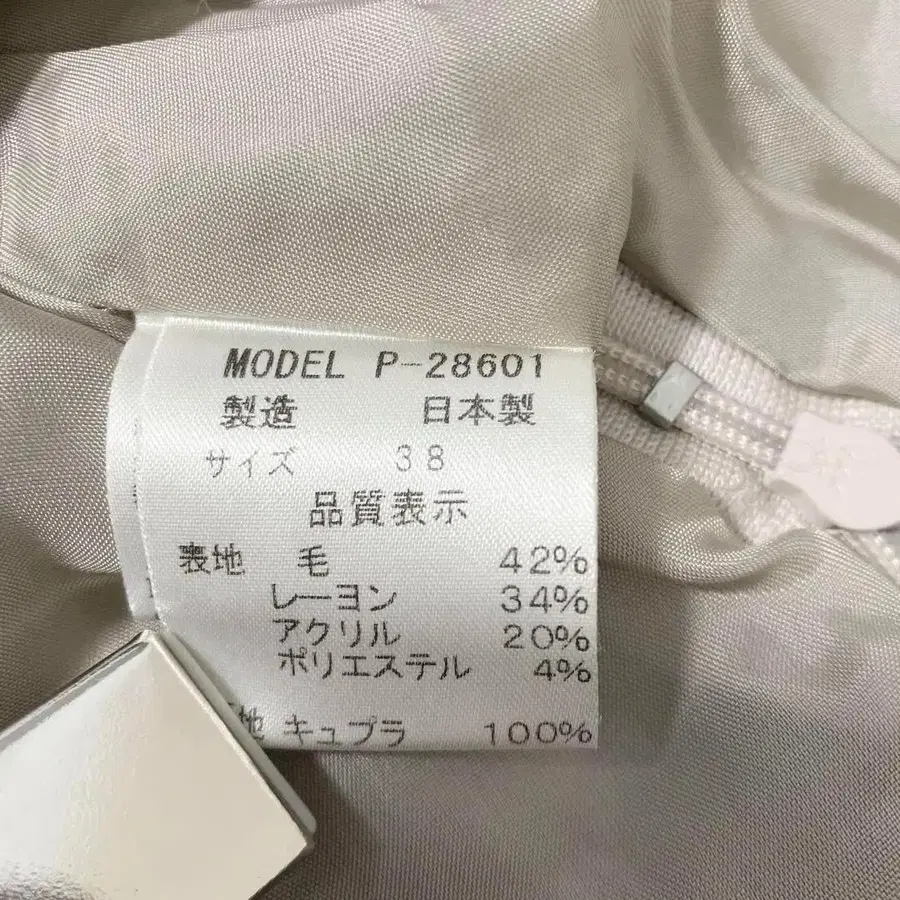 MODEL P-28601
製造 日本製
サイズ 38
品質表示
表地 毛 42%
レーヨン 34%
アクリル 20%
ポリエステル 4%
地 キュプラ 100%